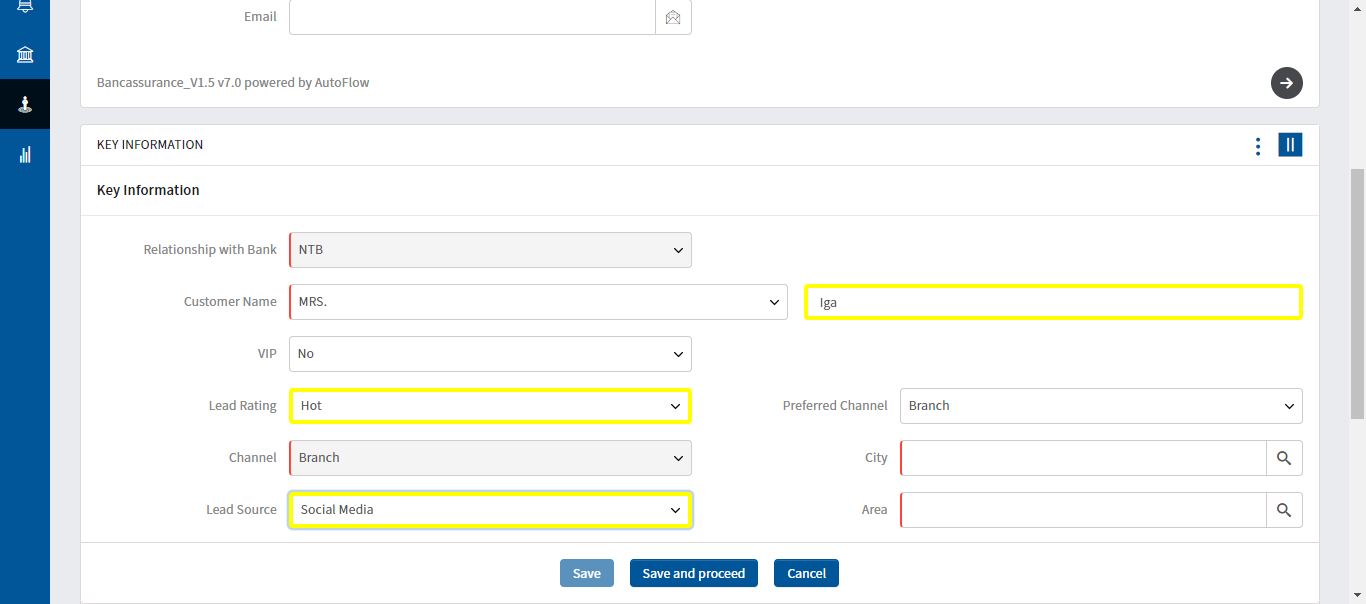 Email
Bancassurance_V1.5 v7.0 powered by AutoFlow
KEY INFORMATION
Key Information
Relationship with Bank NTB
Customer Name MRS. Iga
VIP No
Lead Rating Hot Preferred Channel Branch
Channel Branch City
Lead Source Social Media Area
Save Save and proceed Cancel